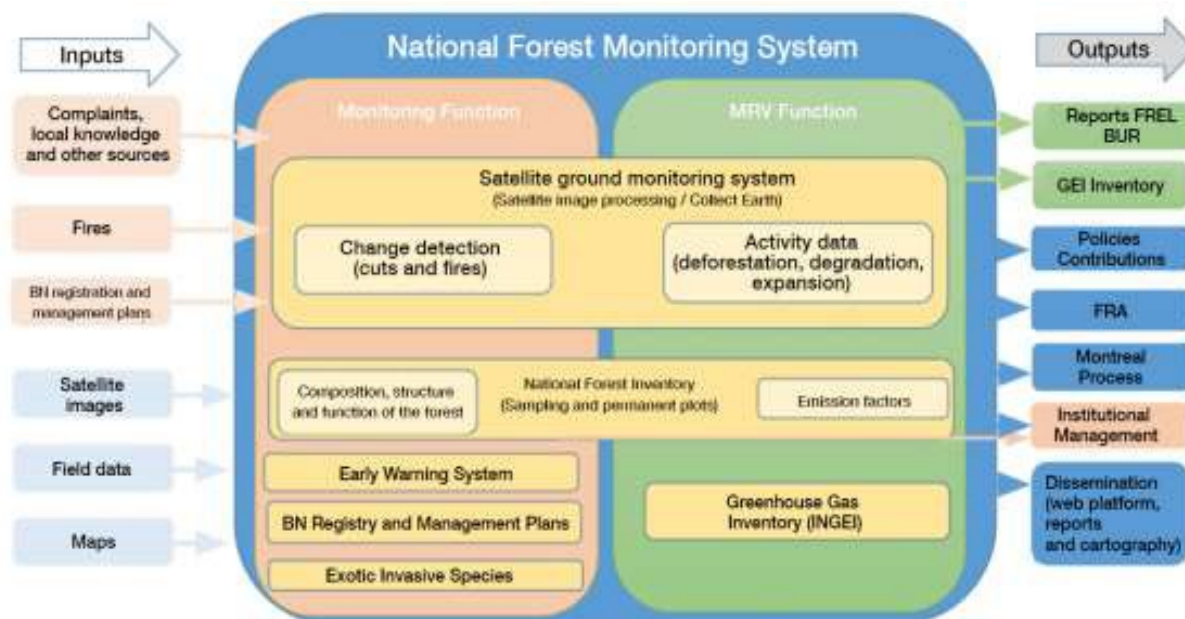 Inputs
National Forest Monitoring System
Outputs
Complaints,
local knowledge
and other sources
Fires
BN registration and
management plans
Satellite
images
Field data
Maps
Monitoring Function
MRV Function
Satellite ground monitoring system
(Satellite image processing / Collect Earth)
Change detection
(cuts and fires)
Activity data
(deforestation, degradation,
expansion)
Composition, structure
and function of the forest
National Forest Inventory
(Sampling and permanent plots)
Emission factors
Early Warning System
BN Registry and Management Plans
Exotic Invasive Species
Greenhouse Gas
Inventory (INGEI)
Reports FREL
BUR
GEI Inventory
Policies
Contributions
FRA
Montreal
Process
Institutional
Management
Dissemination
(web platform,
reports
and cartography)